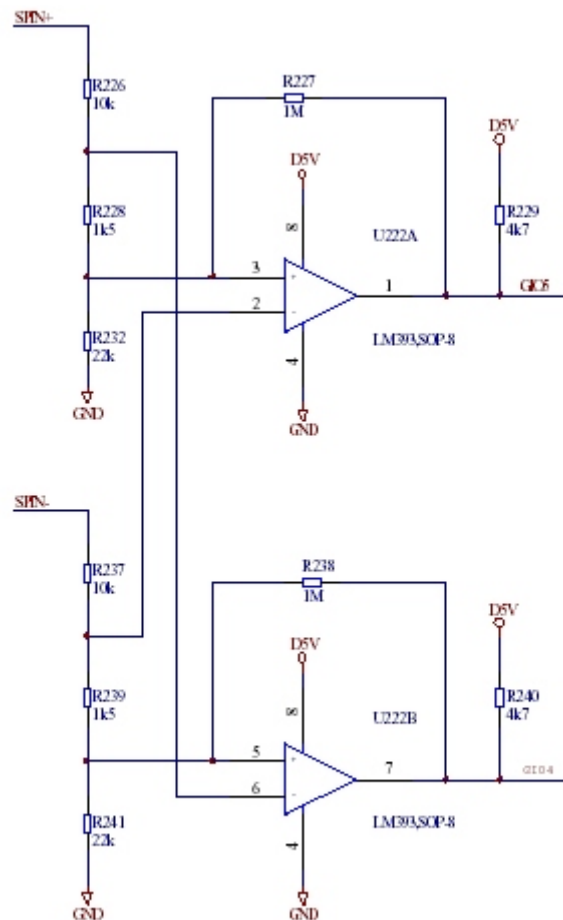 SPIN+
R226
10k
R227
1M
D5V
D5V
R228
1k5
8
U222A
R229
4k7
3
+
1
GIO5
2
-
R232
22k
4
LM393,SOP-8
GND
GND
SPIN-
R237
10k
R238
1M
D5V
D5V
R239
1k5
8
U222B
R240
4k7
5
+
7
GIO4
6
-
R241
22k
4
LM393,SOP-8
GND
GND